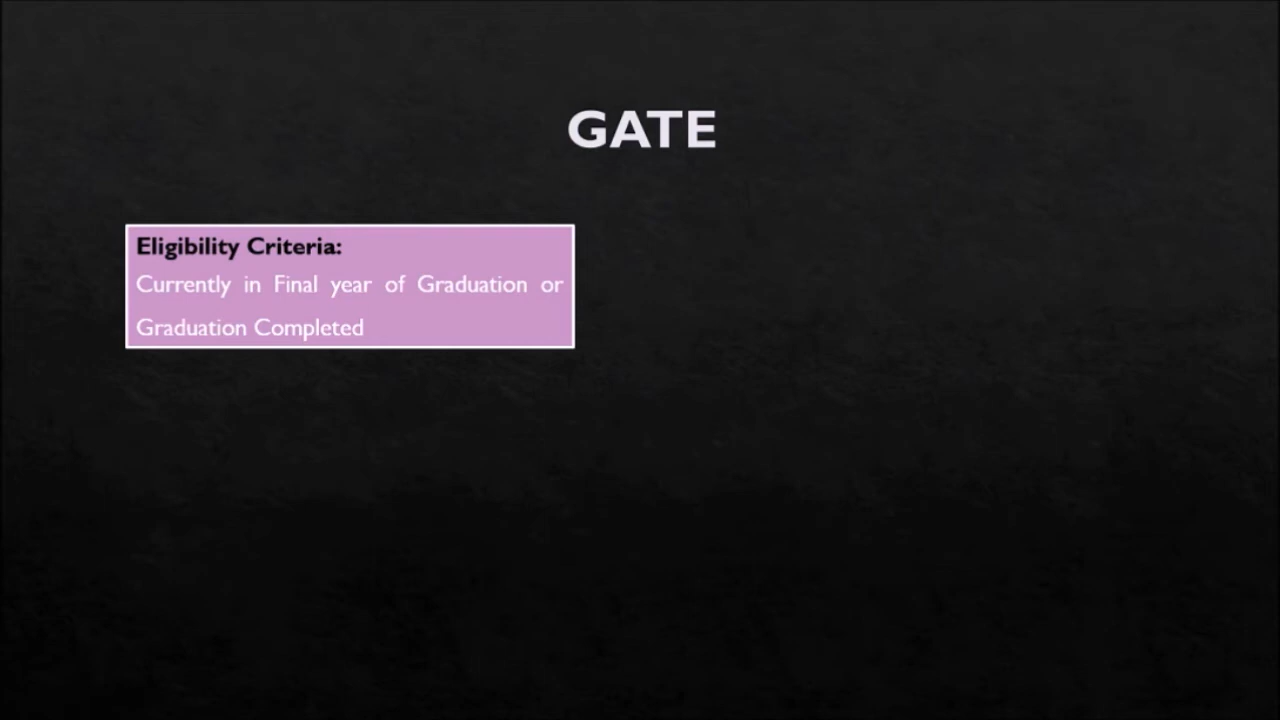 GATE
Eligibility Criteria:
Currently in Final year of Graduation or
Graduation Completed